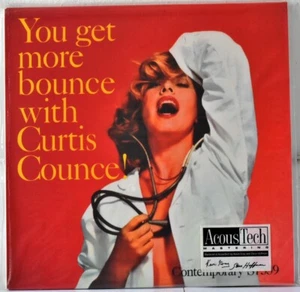 You get
more
bounce
with
Curtis
Counce!
AcousTech
MASTERING
Contemporary